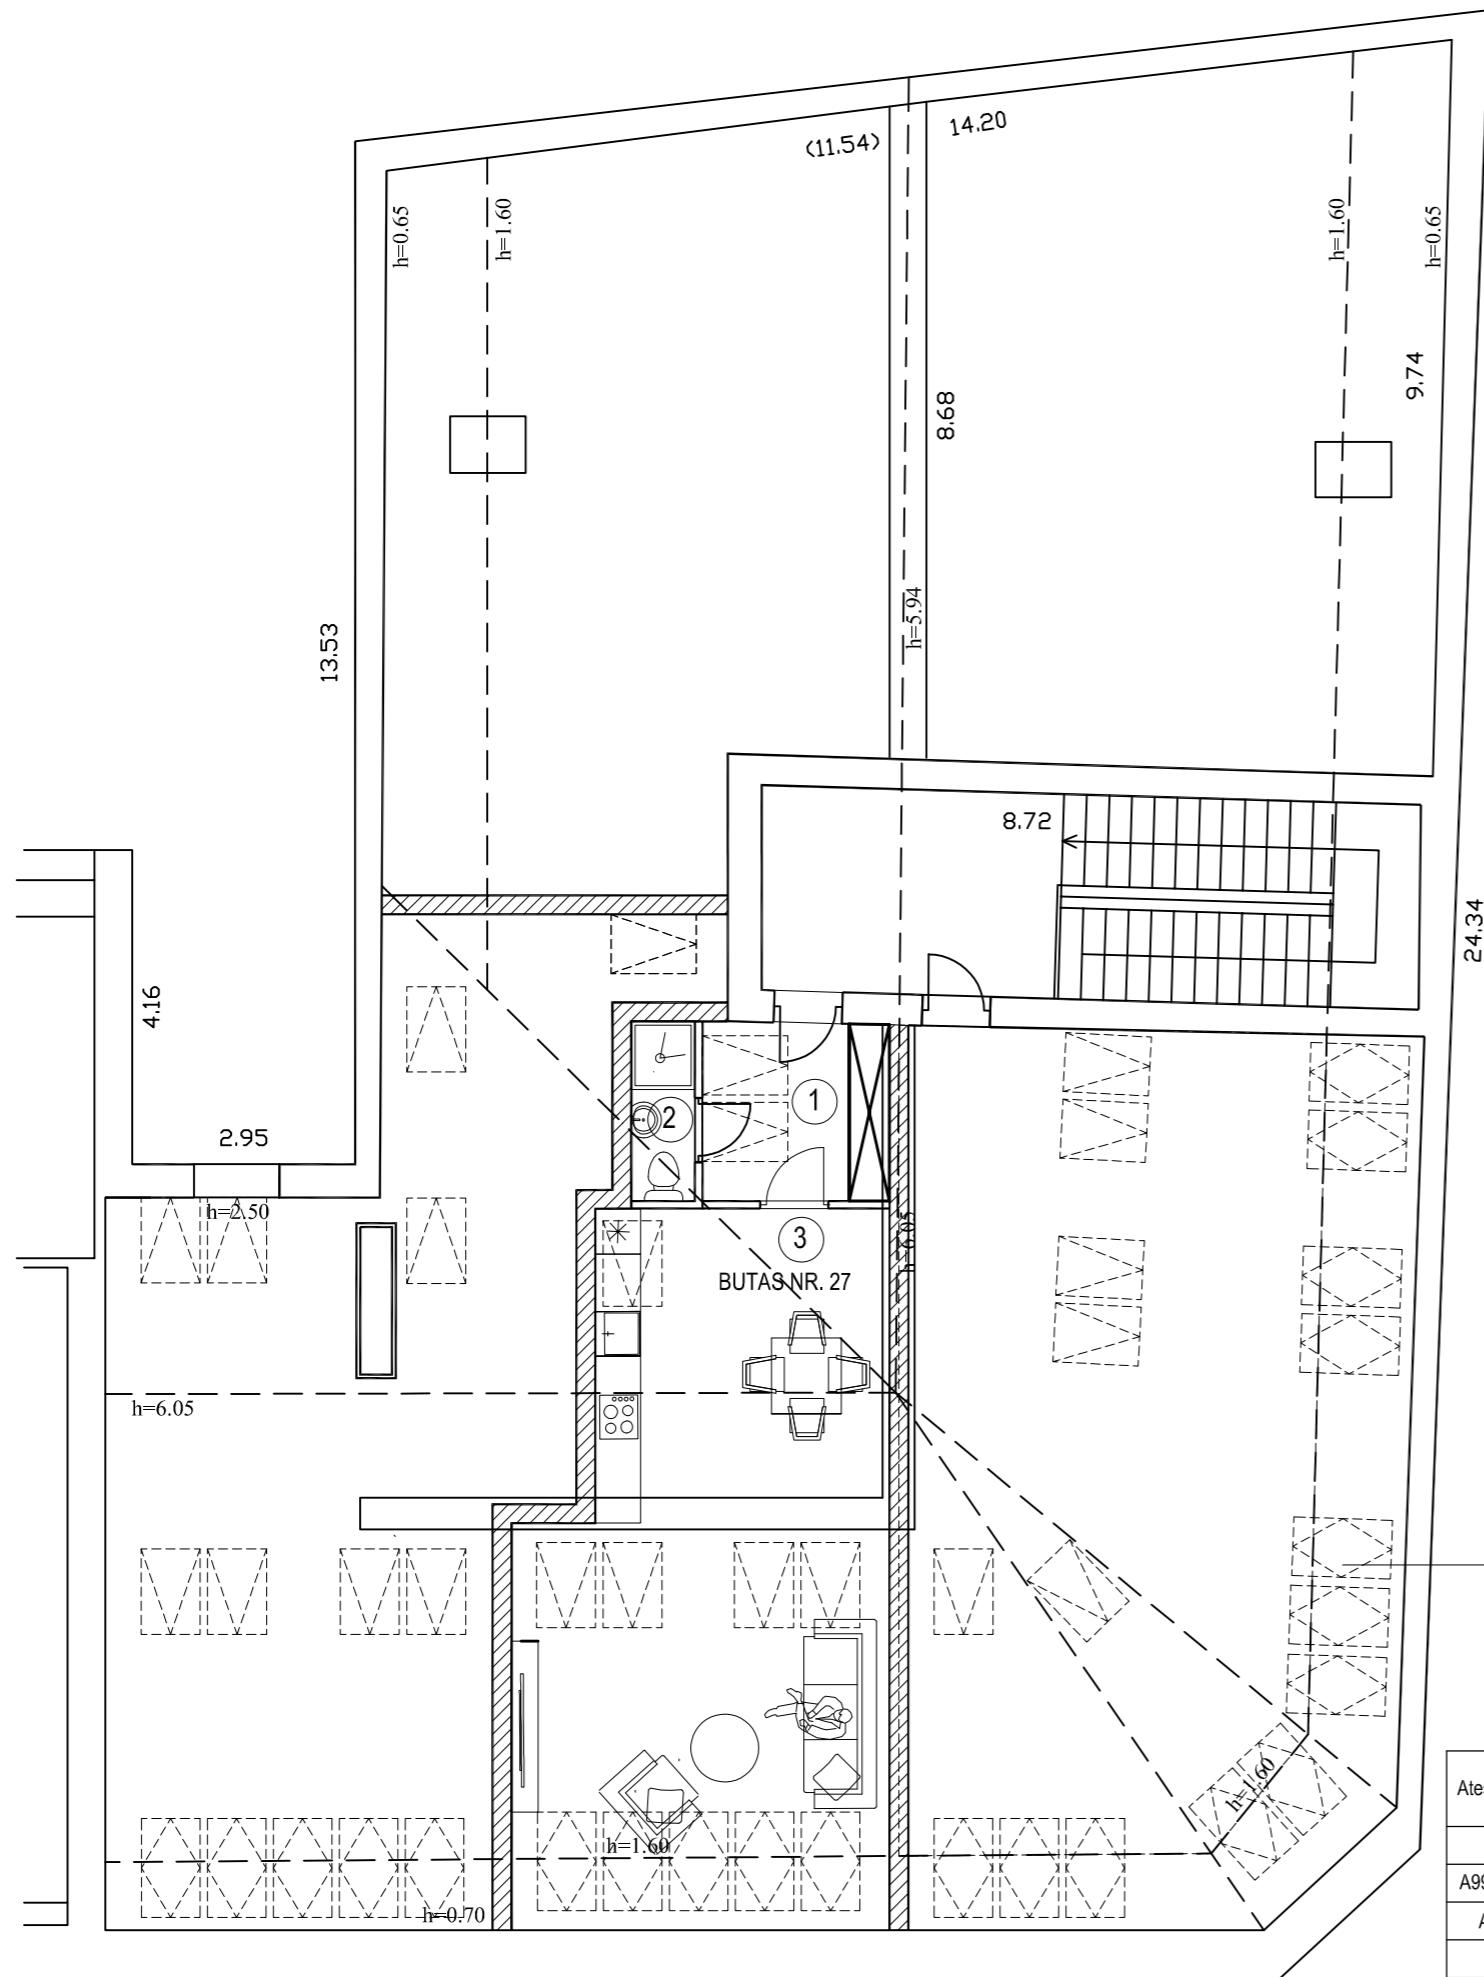 (11.54)
14.20
h=0.65
h=1.60
h=1.60
h=0.65
9.74
8.68
h=5.94
13.53
8.72
24.34
4.16
2.95
1
2
h=2.50
3
h=6.05
BUTAS NR. 27
h=6.05
h=1.60
h=1.60
h=0.70
Ate
A99
A